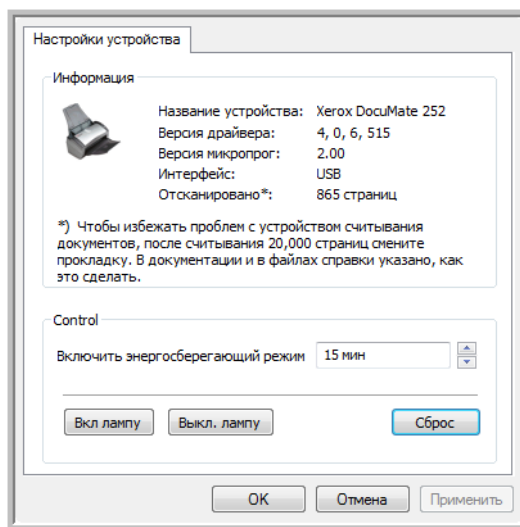 Настройки устройства
Информация
Название устройства: Xerox DocuMate 252
Версия драйвера: 4, 0, 6, 515
Версия микропрог: 2.00
Интерфейс: USB
Отсканировано*: 865 страниц
*) Чтобы избежать проблем с устройством считывания
документов, после считывания 20,000 страниц смените
прокладку. В документации и в файлах справки указано, как
это сделать.
Control
Включить энергосберегающий режим 15 мин
Вкл лампу Выкл. лампу Сброс
OK Отмена Применить